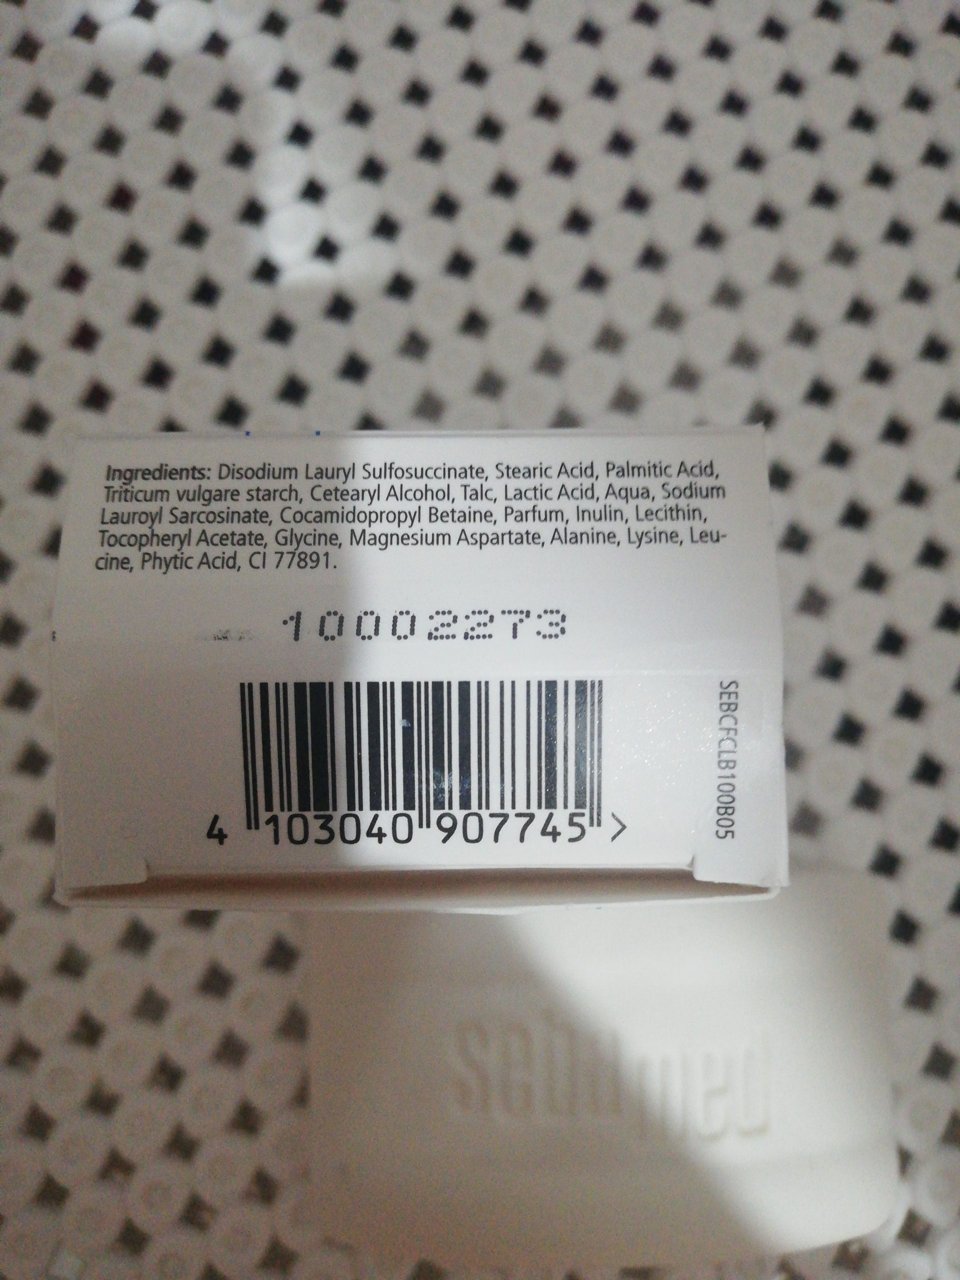 Ingredients: Disodium Lauryl Sulfosuccinate, Stearic Acid, Palmitic Acid,
Triticum vulgare starch, Cetearyl Alcohol, Talc, Lactic Acid, Aqua, Sodium
Lauroyl Sarcosinate, Cocamidopropyl Betaine, Parfum, Inulin, Lecithin,
Tocopheryl Acetate, Glycine, Magnesium Aspartate, Alanine, Lysine, Leu-
cine, Phytic Acid, CI 77891.
10002273
SEBCFCLB100B05
4 103040 907745 >
sebamed